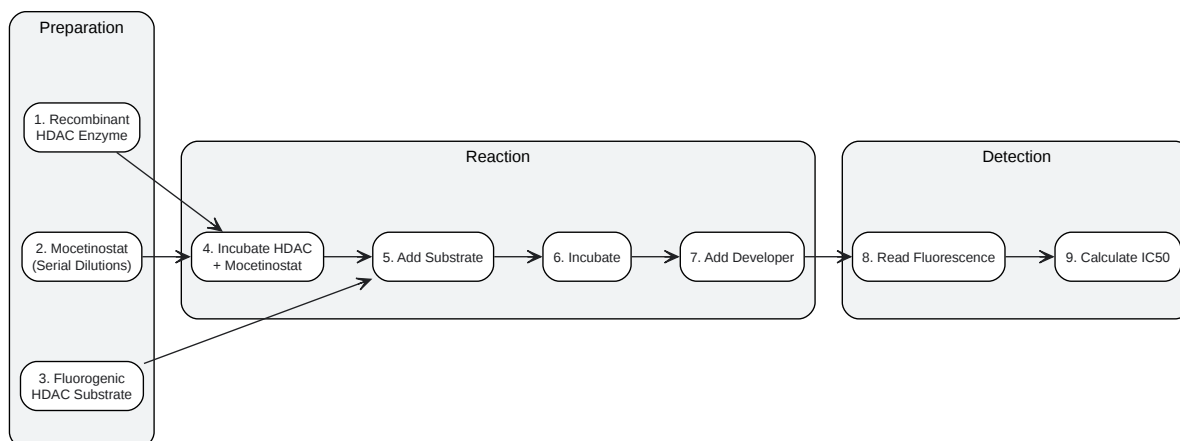 Preparation
1. Recombinant
HDAC Enzyme
2. Mocetinostat
(Serial Dilutions)
3. Fluorogenic
HDAC Substrate
Reaction
4. Incubate HDAC
+ Mocetinostat
5. Add Substrate
6. Incubate
7. Add Developer
Detection
8. Read Fluorescence
9. Calculate IC50